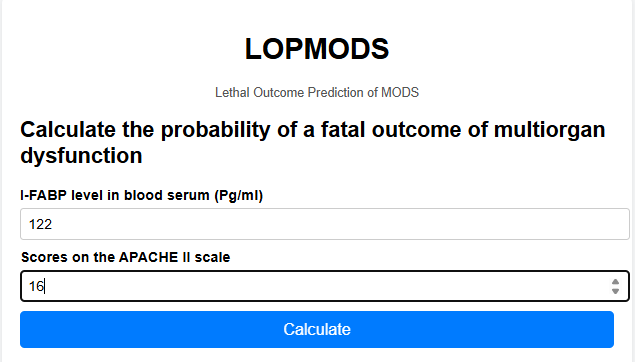 LOPMODS
Lethal Outcome Prediction of MODS
Calculate the probability of a fatal outcome of multiorgan
dysfunction
I-FABP level in blood serum (Pg/ml)
122
Scores on the APACHE II scale
16
Calculate